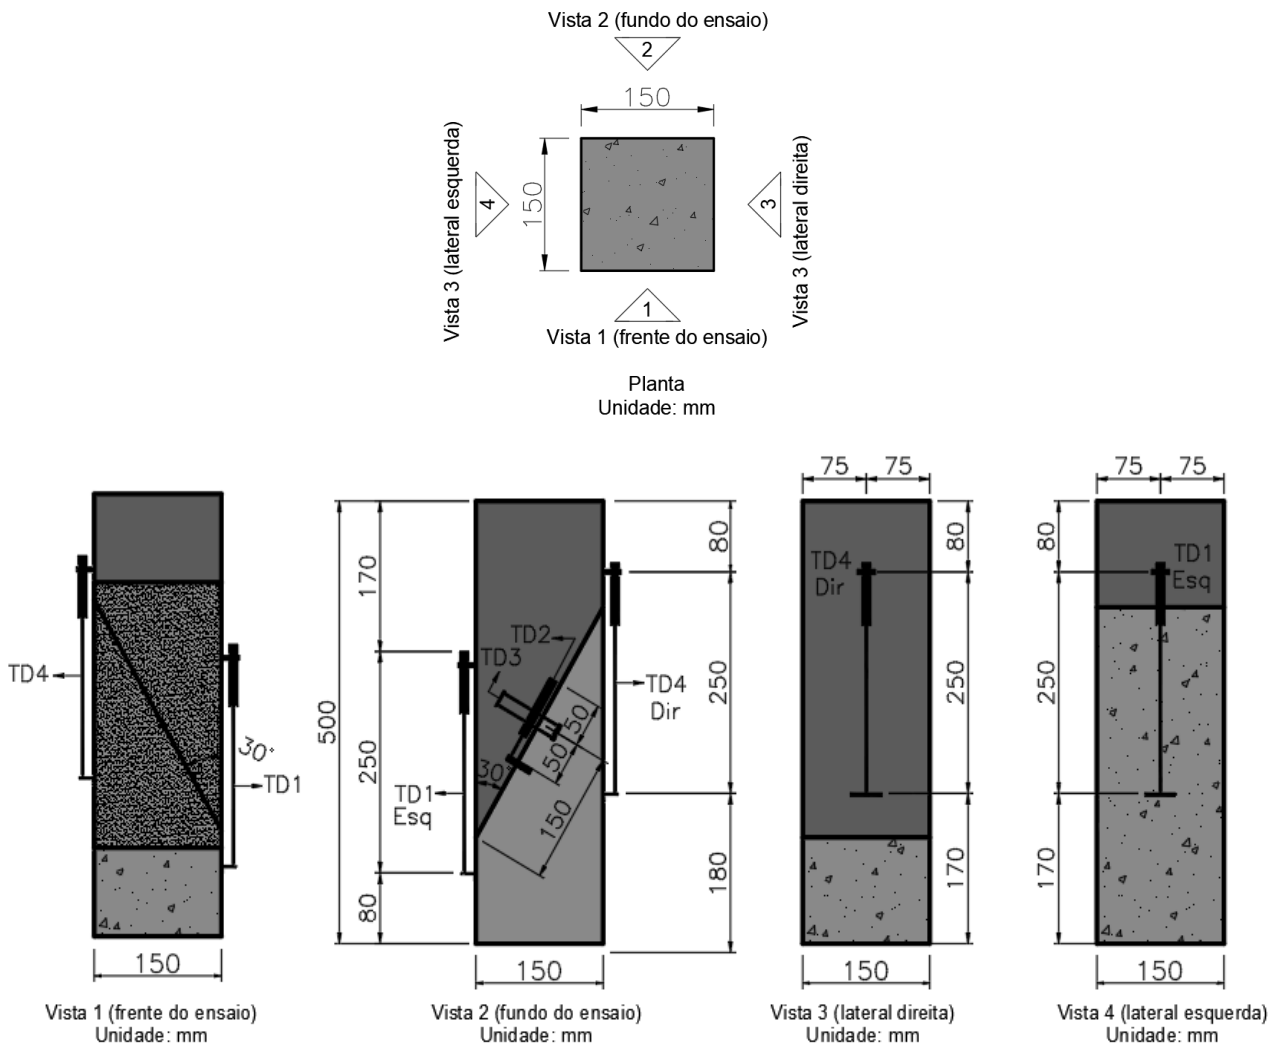 Vista 2 (fundo do ensaio)
2
150
Vista 3 (lateral esquerda)
4
150
3
Vista 3 (lateral direita)
1
Vista 1 (frente do ensaio)
Planta
Unidade: mm
TD4
30°
TD1
150
Vista 1 (frente do ensaio)
Unidade: mm
500
170
250
80
TD2
TD3
30°
50
50
150
TD1
Esq
TD4
Dir
80
250
180
150
Vista 2 (fundo do ensaio)
Unidade: mm
75 75
TD4
Dir
80
250
170
150
Vista 3 (lateral direita)
Unidade: mm
75 75
80
250
170
TD1
Esq
150
Vista 4 (lateral esquerda)
Unidade: mm